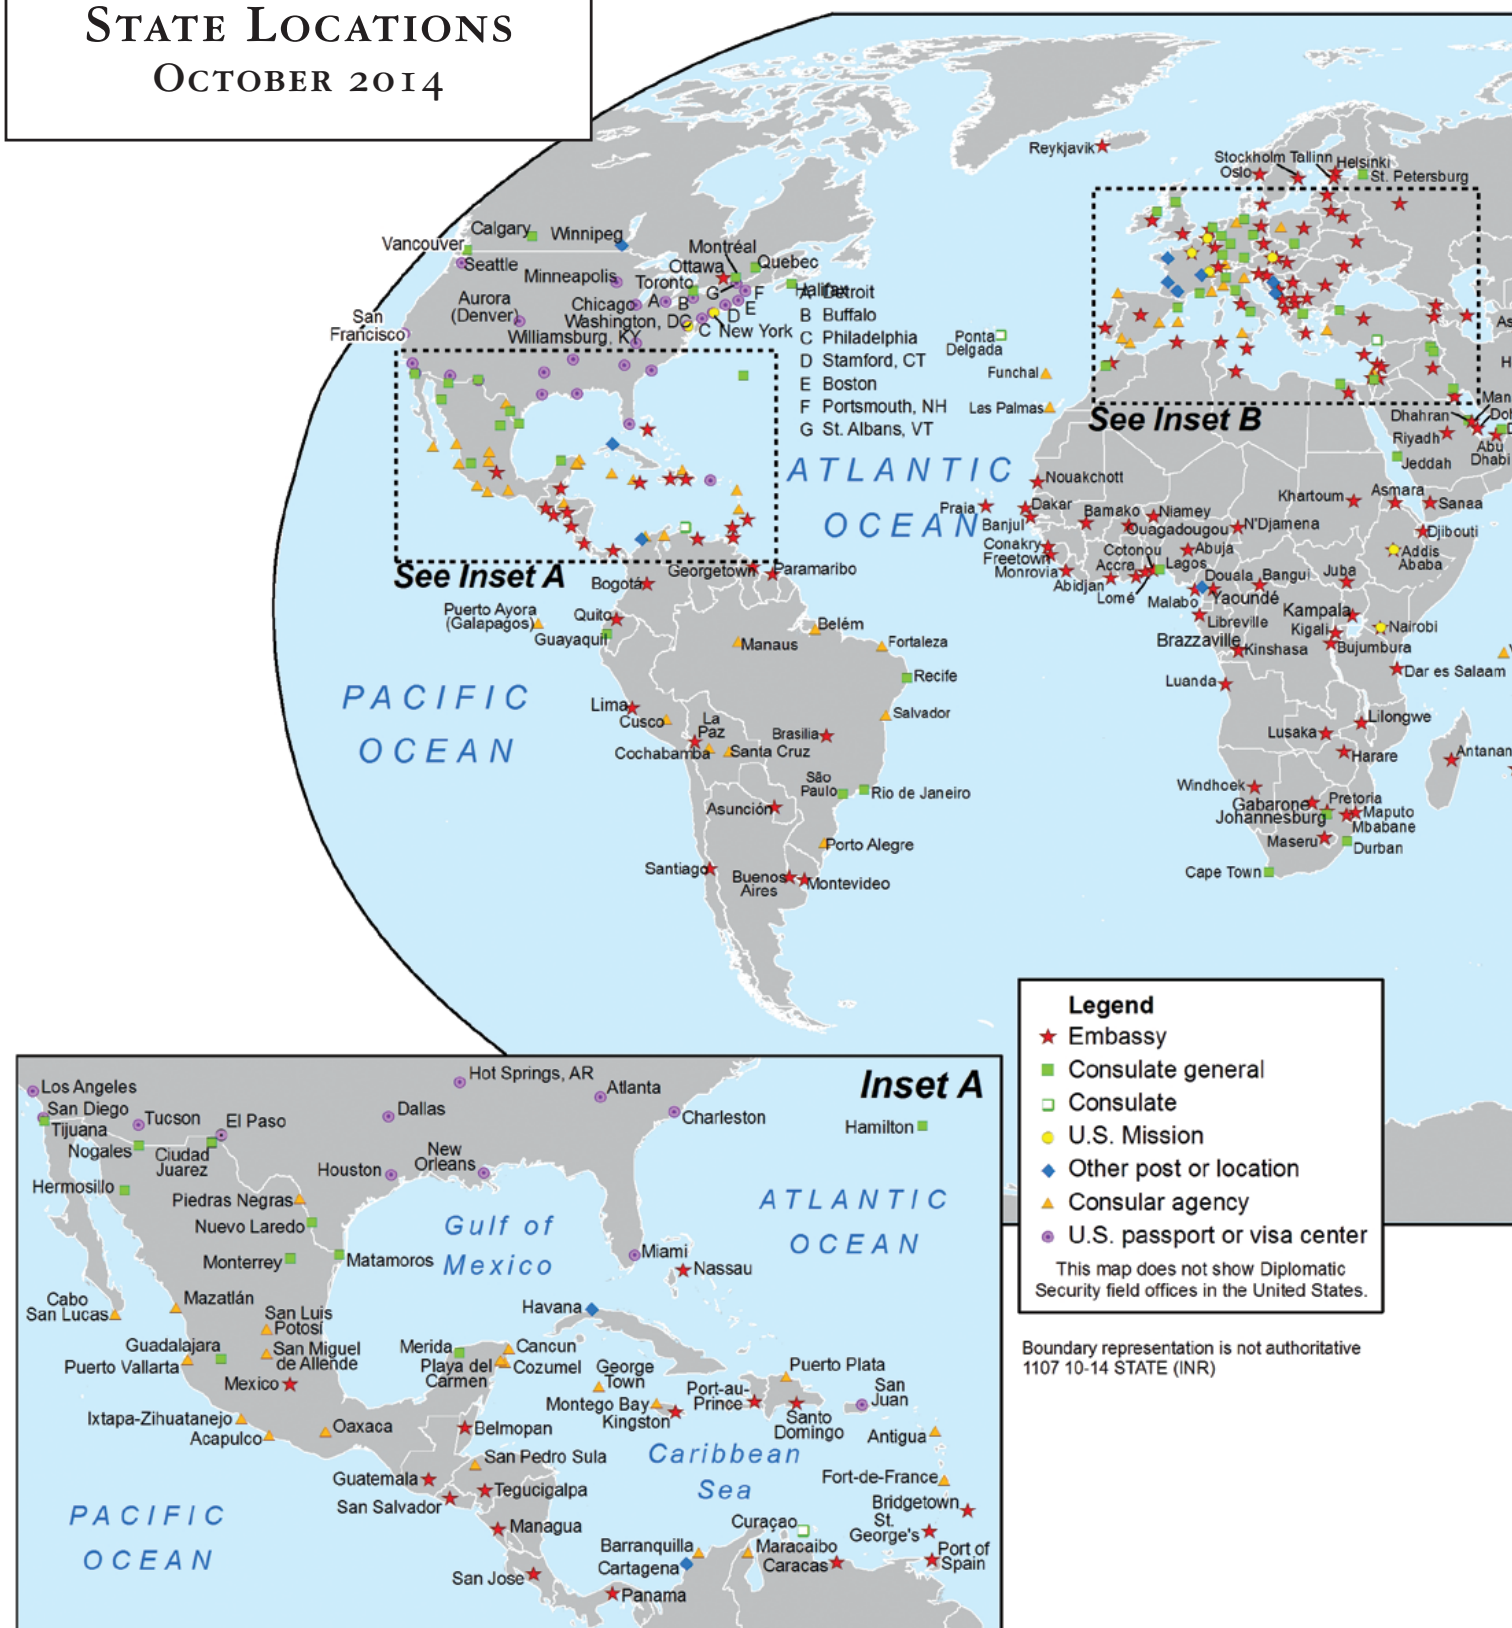 STATE LOCATIONS
OCTOBER 2014
Reykjavik
Stockholm
Tallinn
Helsinki
Oslo
St. Petersburg
Calgary
Winnipeg
Vancouver
Seattle
Montréal
Ottawa
Quebec
Minneapolis
Toronto
Halifax
Aurora
(Denver)
Chicago
A
B
G
F
E
D
C
Washington, DC
New York
San
Francisco
Williamsburg, KY
A Detroit
B Buffalo
C Philadelphia
D Stamford, CT
E Boston
F Portsmouth, NH
G St. Albans, VT
Ponta
Delgada
Funchal
Las Palmas
See Inset B
As
H
Man
Dhahran
Doh
D
Riyadh
Abu
Dhabi
Jeddah
ATLANTIC
OCEAN
Nouakchott
Praia
Dakar
Banjul
Bamako
Niamey
Ouagadougou
N'Djamena
Khartoum
Asmara
Sanaa
Djibouti
Conakry
Freetown
Monrovia
Cotonou
Accra
Abuja
Lagos
Abidjan
Lomé
Douala
Bangui
Juba
Addis
Ababa
Malabo
Yaoundé
Libreville
Kampala
Kigali
Nairobi
Brazzaville
Kinshasa
Bujumbura
Dar es Salaam
V
Luanda
Lilongwe
Lusaka
Harare
Antanan
Windhoek
Gabarone
Pretoria
Johannesburg
Maputo
Mbabane
Maseru
Durban
Cape Town
See Inset A
Bogotá
Georgetown
Paramaribo
Puerto Ayora
(Galapagos)
Quito
Guayaquil
Belém
Manaus
Fortaleza
Recife
PACIFIC
OCEAN
Lima
Cusco
La
Paz
Salvador
Brasilia
Cochabamba
Santa Cruz
São
Paulo
Rio de Janeiro
Asunción
Porto Alegre
Santiago
Buenos
Aires
Montevideo
Legend
Embassy
Consulate general
Consulate
U.S. Mission
Other post or location
Consular agency
U.S. passport or visa center
This map does not show Diplomatic
Security field offices in the United States.
Boundary representation is not authoritative
1107 10-14 STATE (INR)
Inset A
Los Angeles
Hot Springs, AR
Atlanta
San Diego
Tijuana
Tucson
El Paso
Dallas
Charleston
Hamilton
Nogales
Ciudad
Juarez
Houston
New
Orleans
Hermosillo
Piedras Negras
Nuevo Laredo
Monterrey
Matamoros
Gulf of
Mexico
ATLANTIC
OCEAN
Miami
Nassau
Cabo
San Lucas
Mazatlán
San Luis
Potosí
Havana
Guadalajara
Puerto Vallarta
San Miguel
de Allende
Merida
Cancun
Playa del
Carmen
Cozumel
George
Town
Puerto Plata
Mexico
Montego Bay
Kingston
Port-au-
Prince
San
Juan
Santo
Domingo
Ixtapa-Zihuatanejo
Acapulco
Oaxaca
Belmopan
Antigua
Caribbean
Sea
San Pedro Sula
Guatemala
Tegucigalpa
San Salvador
Fort-de-France
Bridgetown
St.
George's
PACIFIC
OCEAN
Managua
Curaçao
Barranquilla
Maracaibo
Cartagena
Caracas
Port of
Spain
San Jose
Panama